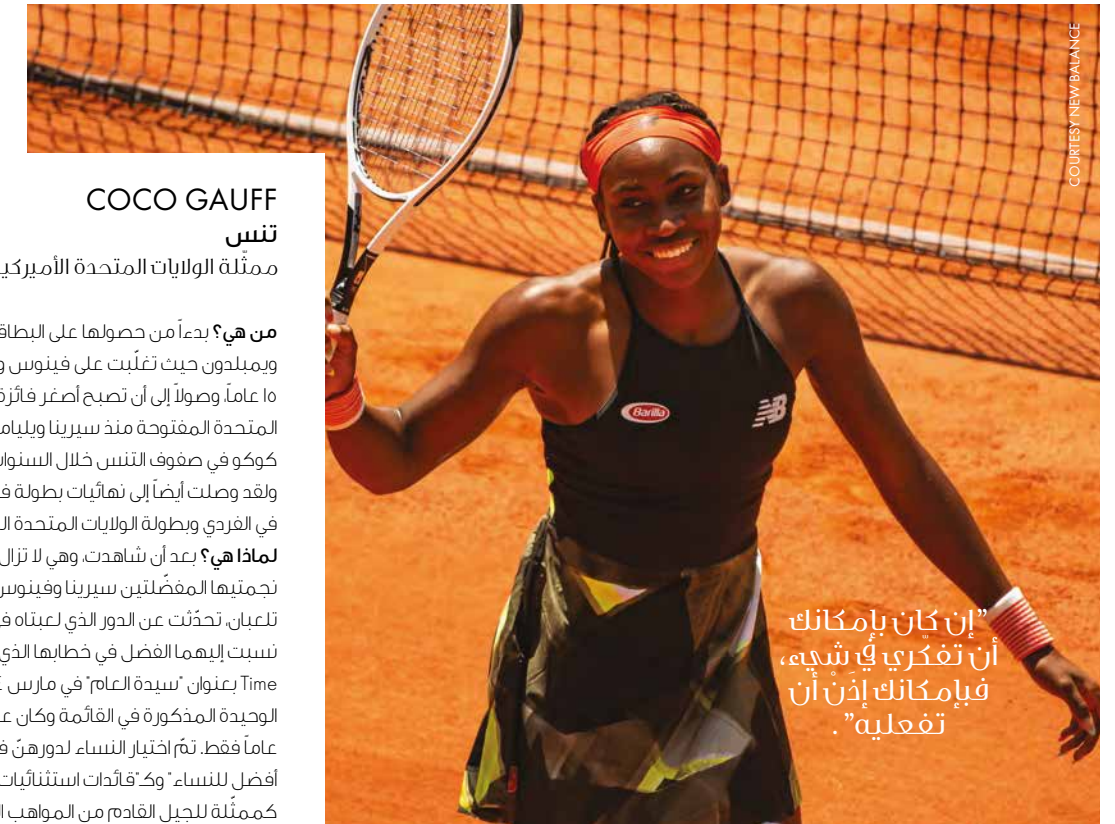 COCO GAUFF
تنس
ممثّلة الولايات المتحدة الأميركي
من هي؟ بدءاً من حصولها على البطاق
ويمبلدون حيث تغلّبت على فينوس و
١٥ عاماً، وصولاً إلى أن تصبح أصغر فائزة
المتحدة المفتوحة منذ سيرينا ويليام
كوكو في صفوف التنس خلال السنوا
ولقد وصلت أيضاً إلى نهائيات بطولة ف
في الفردي وبطولة الولايات المتحدة ال
لماذا هي؟ بعد أن شاهدت، وهي لا تزال
نجمتيها المفضّلتين سيرينا وفينوس
تلعبان، تحدّثت عن الدور الذي لعبتاه ف
نسبت إليهما الفضل في خطابها الذي
Time بعنوان "سيدة العام" في مارس
الوحيدة المذكورة في القائمة وكان ع
عاماً فقط. تمّ اختيار النساء لدورهنّ ف
أفضل للنساء" وكـ"قائدات استثنائيات
كممثّلة للجيل القادم من المواهب ال
COURTESY NEW BALANCE
Barilla
NB
"إن كان بإمكانك
أن تفكّري في شيء،
فبإمكانك إذَنْ أن
تفعليه".